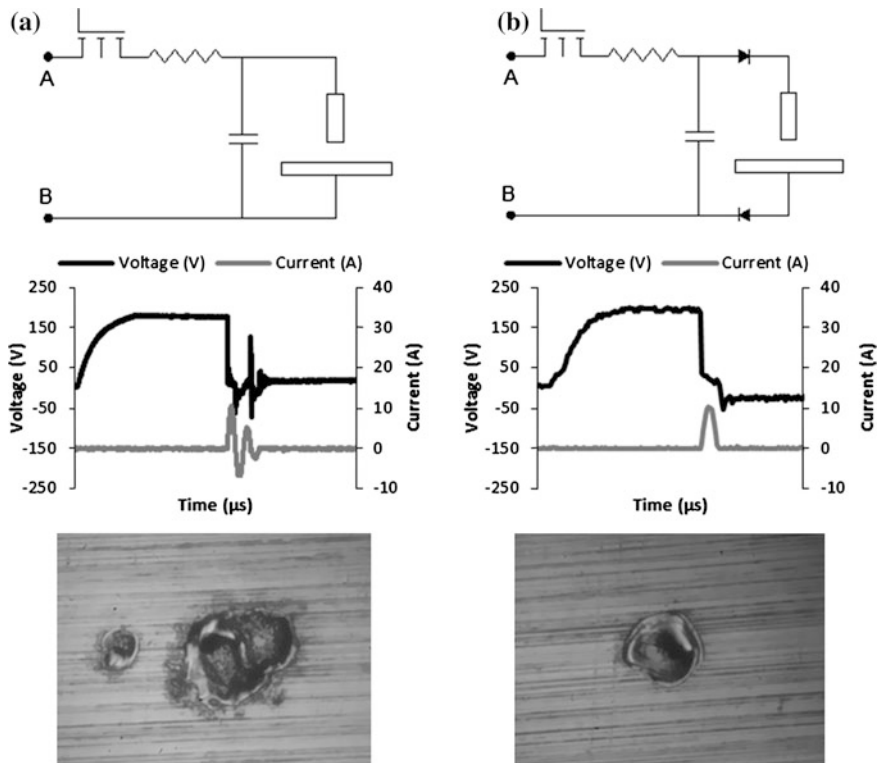 (a)
A
B
(b)
A
B
Voltage (V) Current (A)
250
150
50
-50
-150
-250
Voltage (V)
40
30
20
10
0
-10
Current (A)
Time (μs)
Voltage (V) Current (A)
250
150
50
-50
-150
-250
Voltage (V)
40
30
20
10
0
-10
Current (A)
Time (μs)